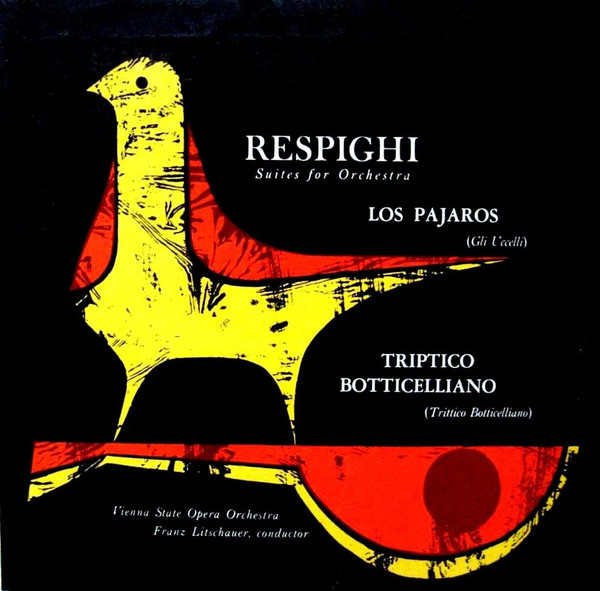 RESPIGHI
Suites for Orchestra
LOS PAJAROS
(Gli Uccelli)
TRIPTICO
BOTTICELLIANO
(Trittico Botticelliano)
Vienna State Opera Orchestra
Franz Litschauer, conductor